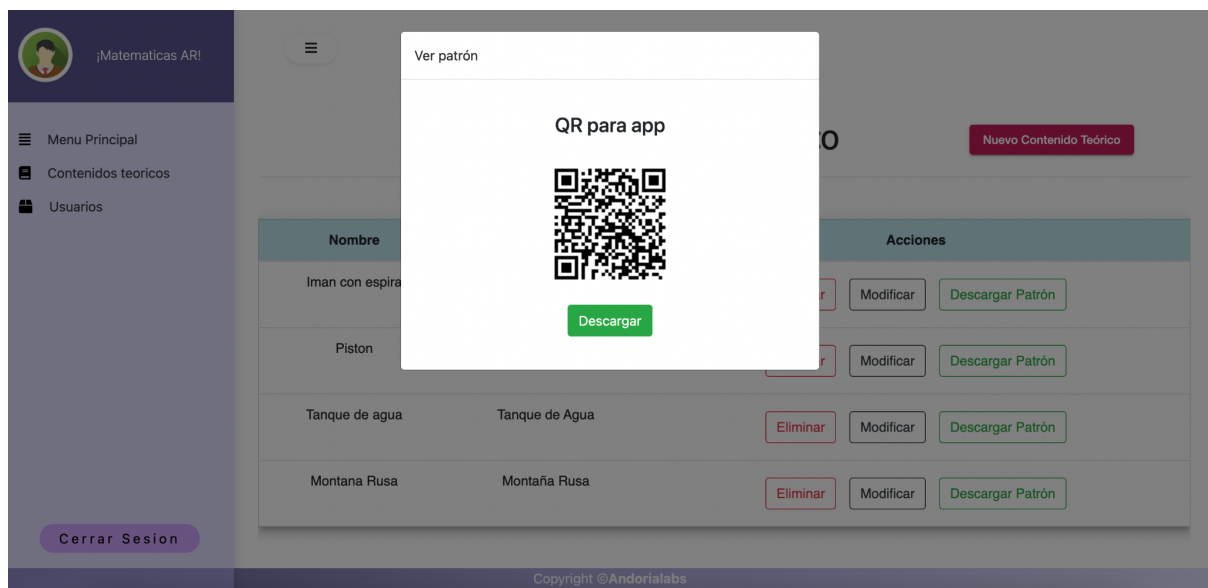 ¡Matematicas AR!
Menu Principal
Contenidos teoricos
Usuarios
Cerrar Sesion
Ver patrón
QR para app
Descargar
Nuevo Contenido Teórico
Nombre Acciones
Iman con espira Modificar Descargar Patrón
Piston Modificar Descargar Patrón
Tanque de agua Tanque de Agua Eliminar Modificar Descargar Patrón
Montana Rusa Montaña Rusa Eliminar Modificar Descargar Patrón
Copyright ©Andorialabs